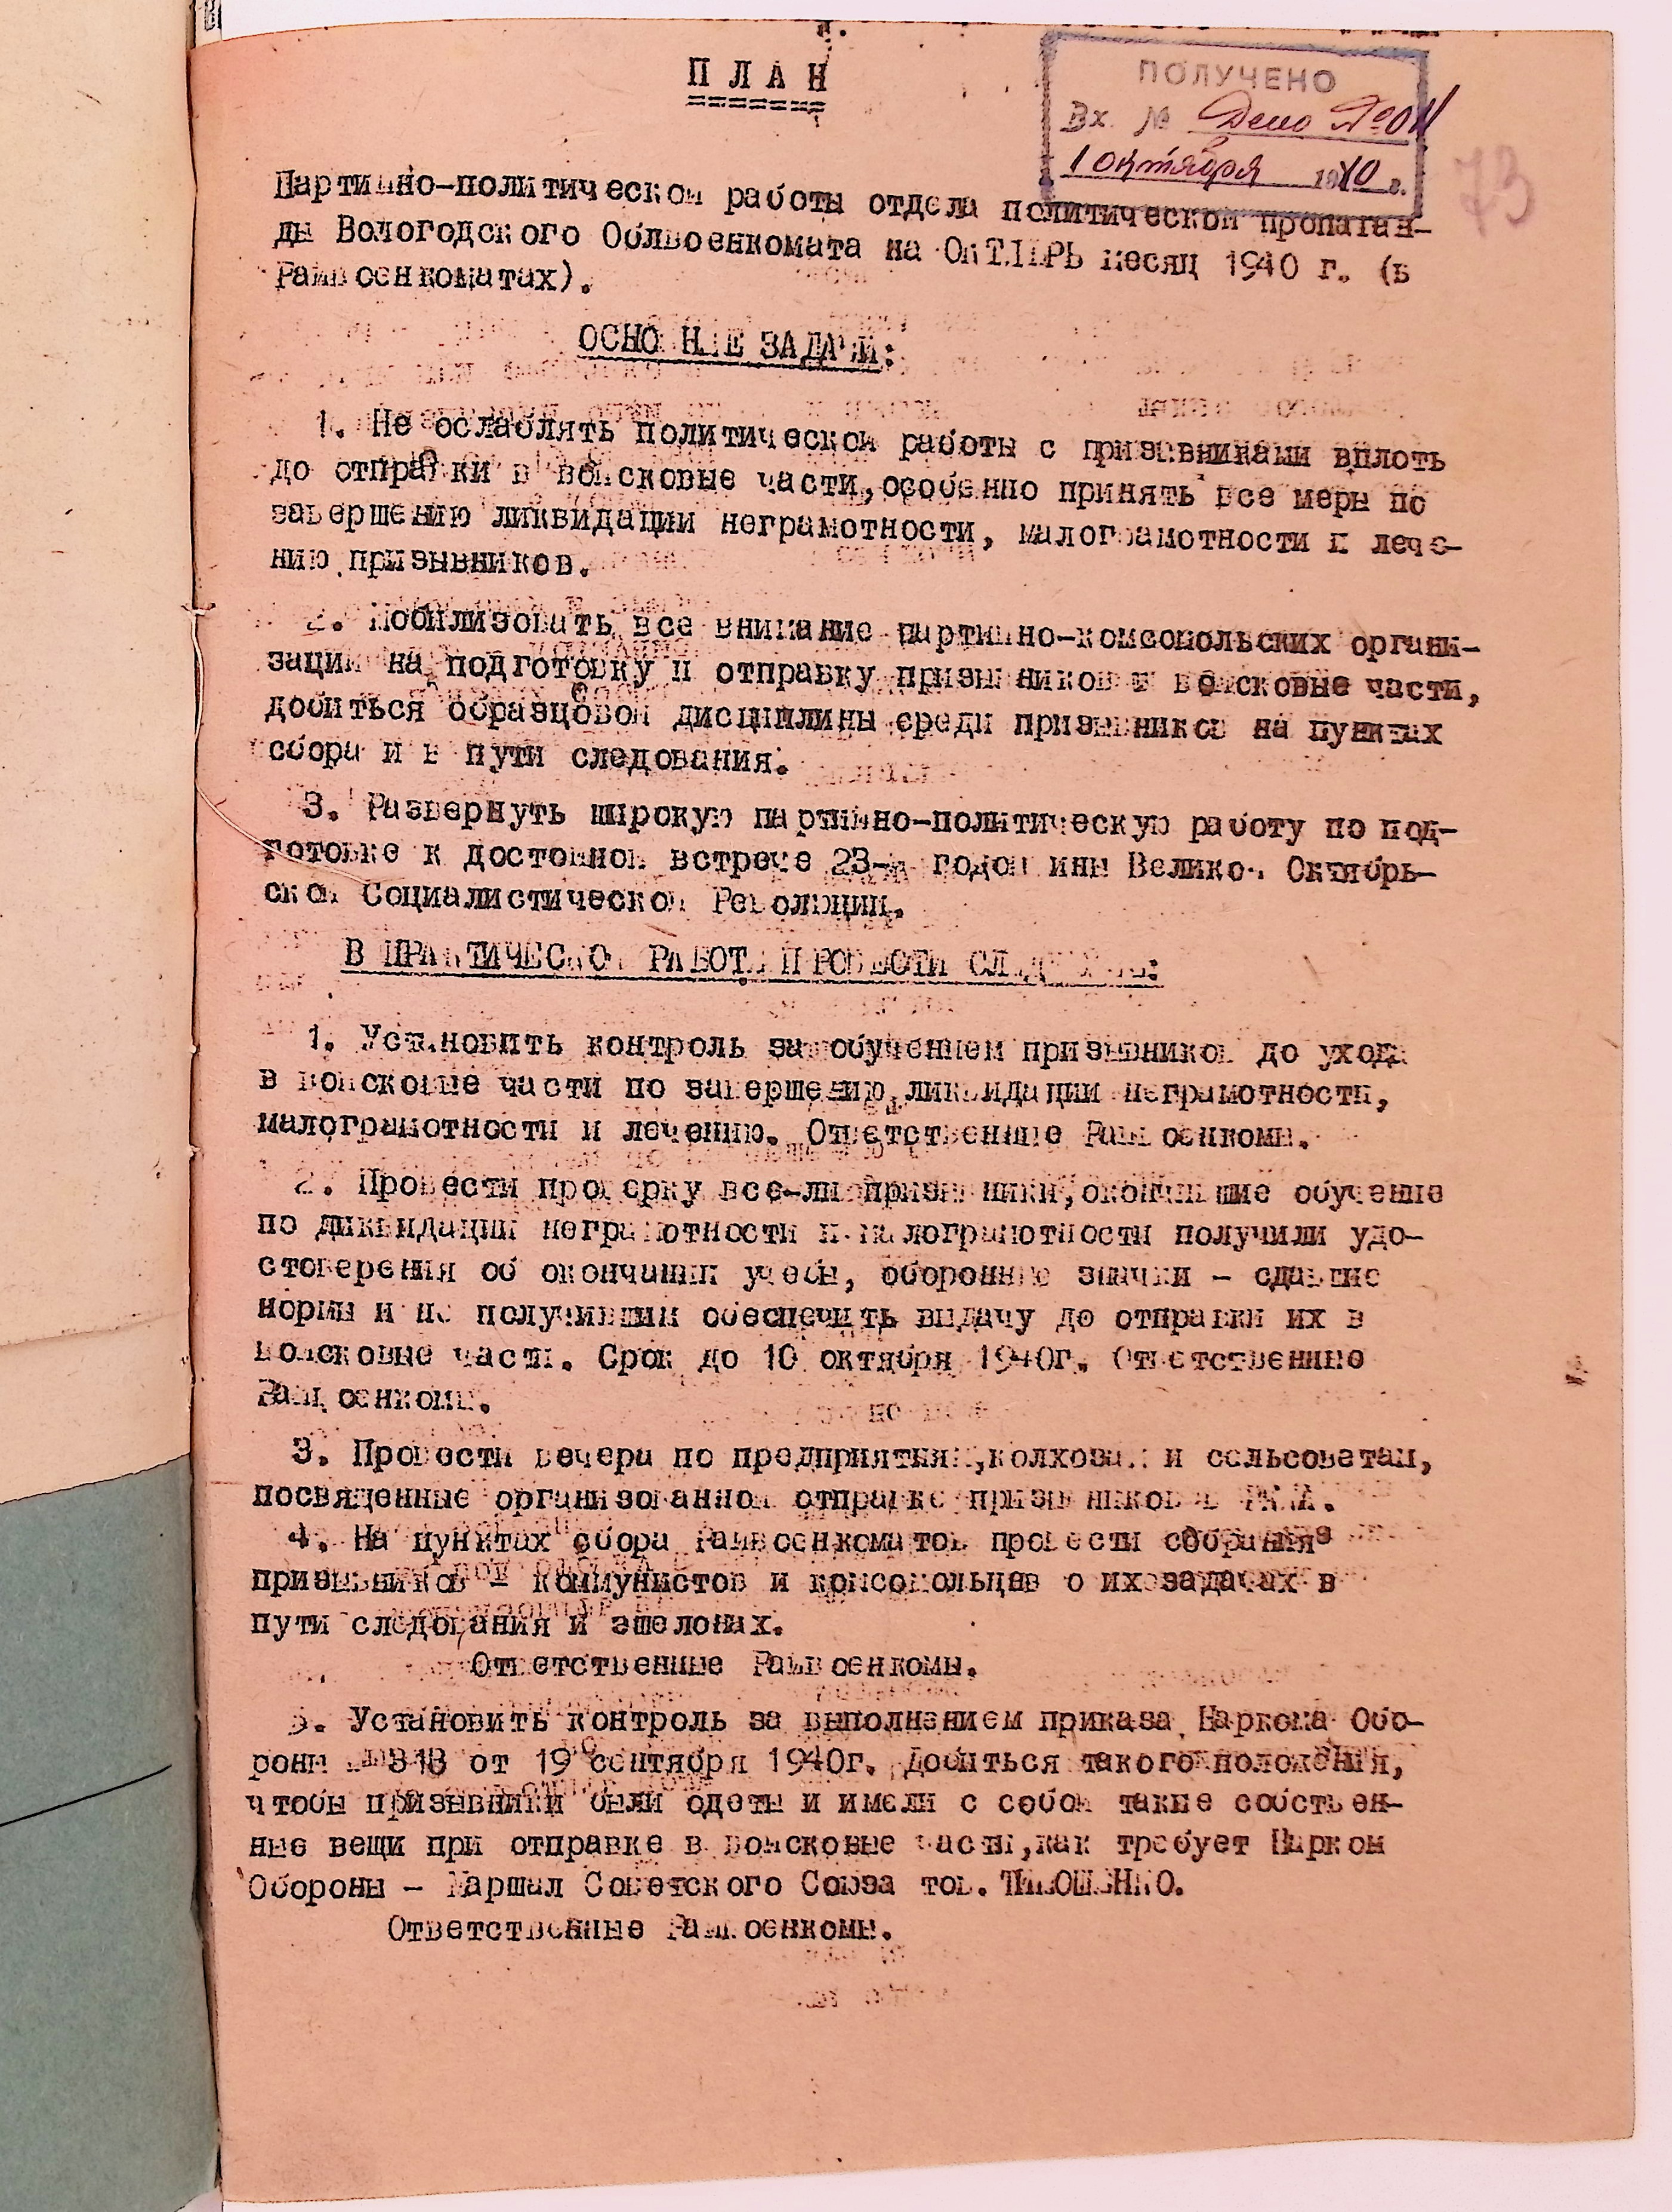 П Л А Н
ПОЛУЧЕНО
Вх. № Дело №011
1 октября 1940 г.
73
Партийно-политической работы отдела политической пропаган-
ды Вологодского Облвоенкомата на ОКТЯБРЬ месяц 1940 г. (в
Райвоенкоматах).
ОСНОВНЫЕ ЗАДАЧИ:
1. Не ослаблять политической работы с призывниками вплоть
до отправки в войсковые части, особенно принять все меры по
завершению ликвидации неграмотности, малограмотности и лече-
нию призывников.
2. Мобилизовать все внимание партийно-комсомольских органи-
заций на подготовку и отправку призывников в войсковые части,
добиться образцовой дисциплины среди призывников на пунктах
сбора и в пути следования.
3. Развернуть широкую партийно-политическую работу по под-
готовке к достойной встрече 23-й годовщины Великой Октябрь-
ской Социалистической Революции.
В ПРАКТИЧЕСКОЙ РАБОТЕ ПРОВЕСТИ СЛЕДУЮЩЕЕ:
1. Установить контроль за обучением призывников до ухода
в войсковые части по завершению ликвидации неграмотности,
малограмотности и лечению. Ответственные Райвоенкомы.
2. Провести проверку все-ли призывники, окончившие обучение
по ликвидации неграмотности и малограмотности получили удо-
стоверения об окончании учебы, оборонные значки - сдавшие
нормы и не получившим обеспечить выдачу до отправки их в
войсковые части. Срок до 10 октября 1940г. Ответственные
Райвоенкомы.
3. Провести вечера по предприятиям, колхозам и сельсоветам,
посвященные организованной отправке призывников в РККА.
4. На пунктах сбора Райвоенкоматов провести собрания
призывников - коммунистов и комсомольцев о их задачах в
пути следования и эшелонах.
Ответственные Райвоенкомы.
5. Установить контроль за выполнением приказа Наркома Обо-
роны № 313 от 19 сентября 1940г. Добиться такого положения,
чтобы призывники были одеты и имели с собой такие собствен-
ные вещи при отправке в войсковые части, как требует Нарком
Обороны - Маршал Советского Союза тов. ТИМОШЕНКО.
Ответственные Райвоенкомы.